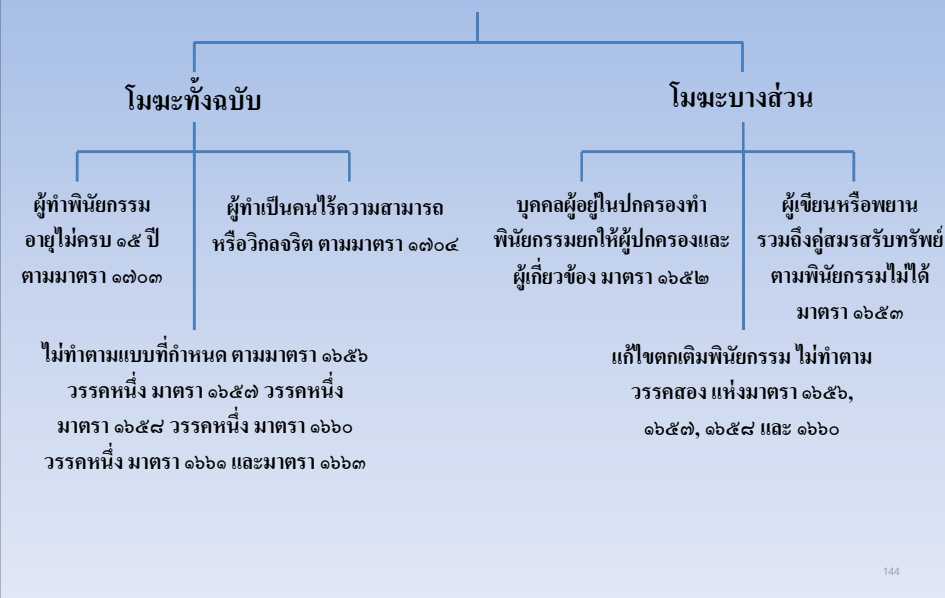 โมฆะทั้งฉบับ
โมฆะบางส่วน
ผู้ทำพินัยกรรม
อายุไม่ครบ ๑๕ ปี
ตามมาตรา ๑๗๐๓
ผู้ทำเป็นคนไร้ความสามารถ
หรือวิกลจริต ตามมาตรา ๑๗๐๔
บุคคลผู้อยู่ในปกครองทำ
พินัยกรรมยกให้ผู้ปกครองและ
ผู้เกี่ยวข้อง มาตรา ๑๖๕๒
ผู้เขียนหรือพยาน
รวมถึงคู่สมรสรับทรัพย์
ตามพินัยกรรมไม่ได้
มาตรา ๑๖๕๓
ไม่ทำตามแบบที่กำหนด ตามมาตรา ๑๖๕๖
วรรคหนึ่ง มาตรา ๑๖๕๗ วรรคหนึ่ง
มาตรา ๑๖๕๘ วรรคหนึ่ง มาตรา ๑๖๖๐
วรรคหนึ่ง มาตรา ๑๖๖๑ และมาตรา ๑๖๖๓
แก้ไขตกเติมพินัยกรรม ไม่ทำตาม
วรรคสอง แห่งมาตรา ๑๖๕๖,
๑๖๕๗, ๑๖๕๘ และ ๑๖๖๐
144